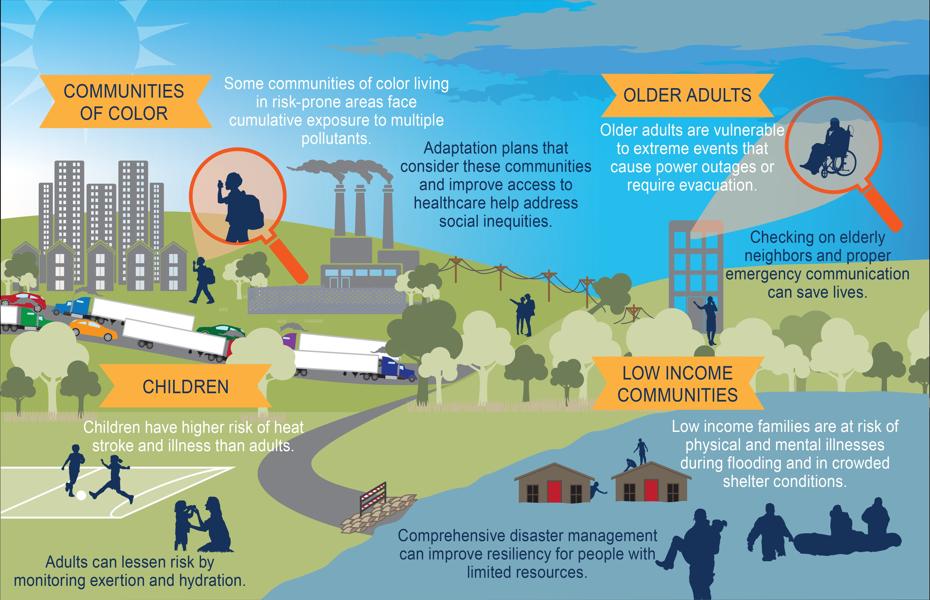 COMMUNITIES
OF COLOR
Some communities of color living
in risk-prone areas face
cumulative exposure to multiple
pollutants.
Adaptation plans that
consider these communities
and improve access to
healthcare help address
social inequities.
OLDER ADULTS
Older adults are vulnerable
to extreme events that
cause power outages or
require evacuation.
Checking on elderly
neighbors and proper
emergency communication
can save lives.
CHILDREN
Children have higher risk of heat
stroke and illness than adults.
Adults can lessen risk by
monitoring exertion and hydration.
LOW INCOME
COMMUNITIES
Low income families are at risk of
physical and mental illnesses
during flooding and in crowded
shelter conditions.
Comprehensive disaster management
can improve resiliency for people with
limited resources.